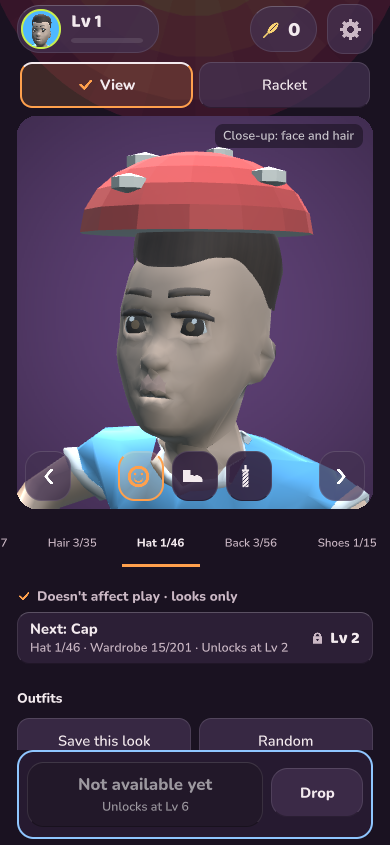 Lv 1
0
View
Racket
Close-up: face and hair
7
Hair 3/35
Hat 1/46
Back 3/56
Shoes 1/15
Doesn't affect play · looks only
Next: Cap
Hat 1/46 · Wardrobe 15/201 · Unlocks at Lv 2
Lv 2
Outfits
Save this look
Random
Not available yet
Unlocks at Lv 6
Drop